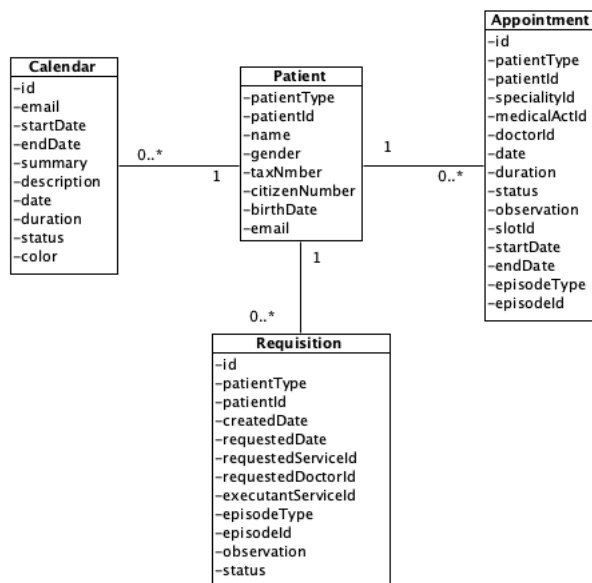 Calendar
-id
-email
-startDate
-endDate
-summary
-description
-date
-duration
-status
-color
0..*
1
Patient
-patientType
-patientId
-name
-gender
-taxNmber
-citizenNumber
-birthDate
-email
1
0..*
Appointment
-id
-patientType
-patientId
-specialityId
-medicalActId
-doctorId
-date
-duration
-status
-observation
-slotId
-startDate
-endDate
-episodeType
-episodeId
1
0..*
Requisition
-id
-patientType
-patientId
-createdDate
-requestedDate
-requestedServiceId
-requestedDoctorId
-executantServiceId
-episodeType
-episodeId
-observation
-status